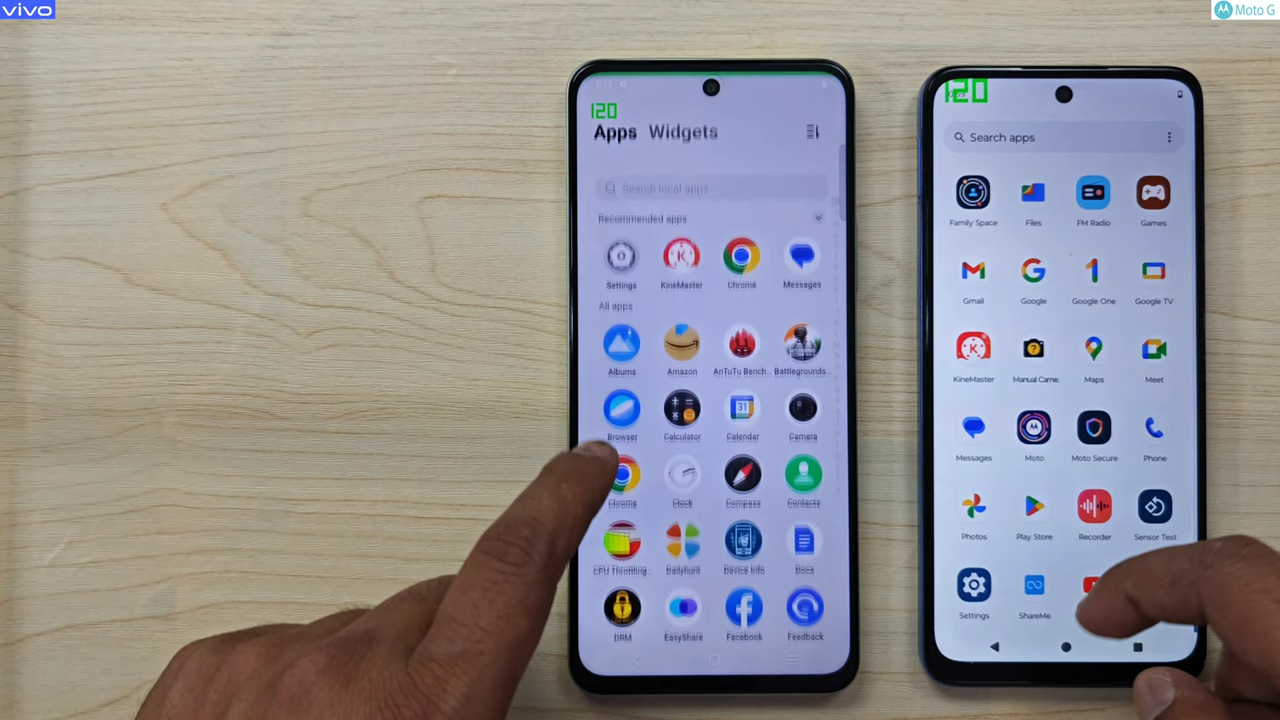 vivo
Moto G
120
Apps Widgets
Search local apps
Recommended apps
Settings KineMaster Chrome Messages
All apps
Albums Amazon AnTuTu Bench... Battlegrounds...
Browser Calculator Calendar Camera
Chrome Clock Compass Contacts
CPU Throttling... Dailyhunt Device Info Docs
DRM EasyShare Facebook Feedback
120
Search apps
Family Space Files FM Radio Games
Gmail Google Google One Google TV
KineMaster Manual Came.. Maps Meet
Messages Moto Moto Secure Phone
Photos Play Store Recorder Sensor Test
Settings ShareMe